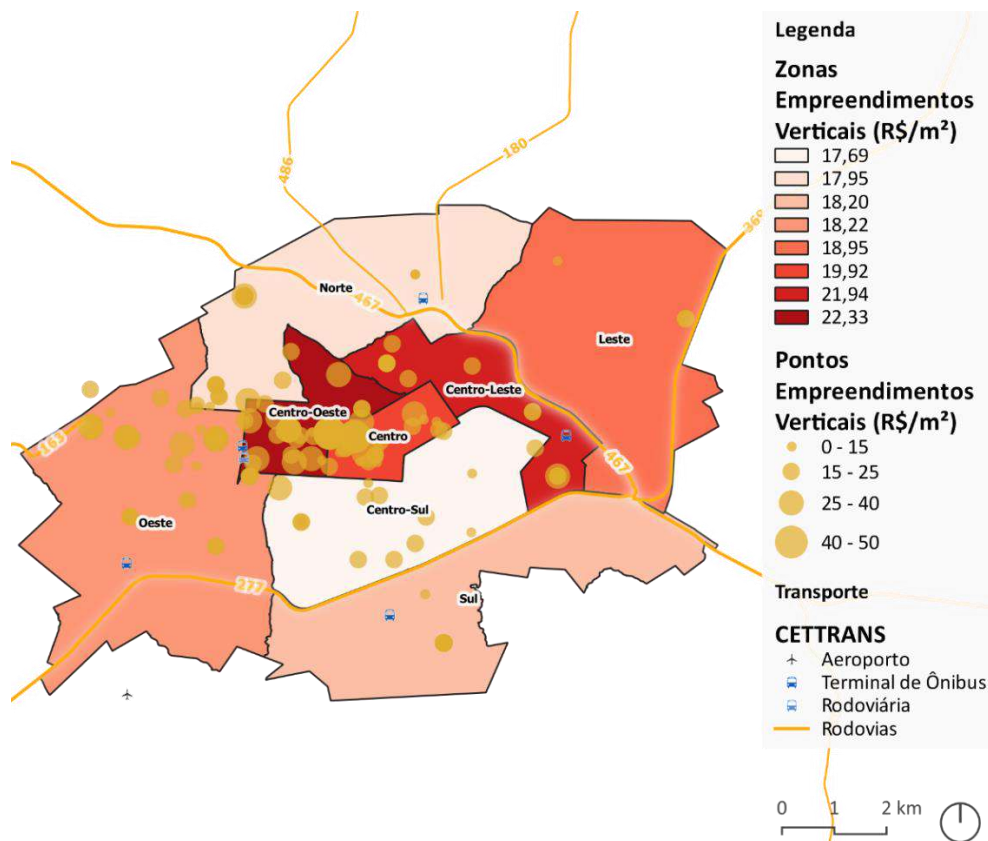 486
180
369
Norte
467
Leste
Centro-Leste
Centro-Oeste
Centro
163
467
Centro-Sul
Oeste
277
Sul
Legenda
Zonas
Empreendimentos
Verticais (R$/m²)
17,69
17,95
18,20
18,22
18,95
19,92
21,94
22,33
Pontos
Empreendimentos
Verticais (R$/m²)
0 - 15
15 - 25
25 - 40
40 - 50
Transporte
CETTRANS
Aeroporto
Terminal de Ônibus
Rodoviária
Rodovias
0 1 2 km